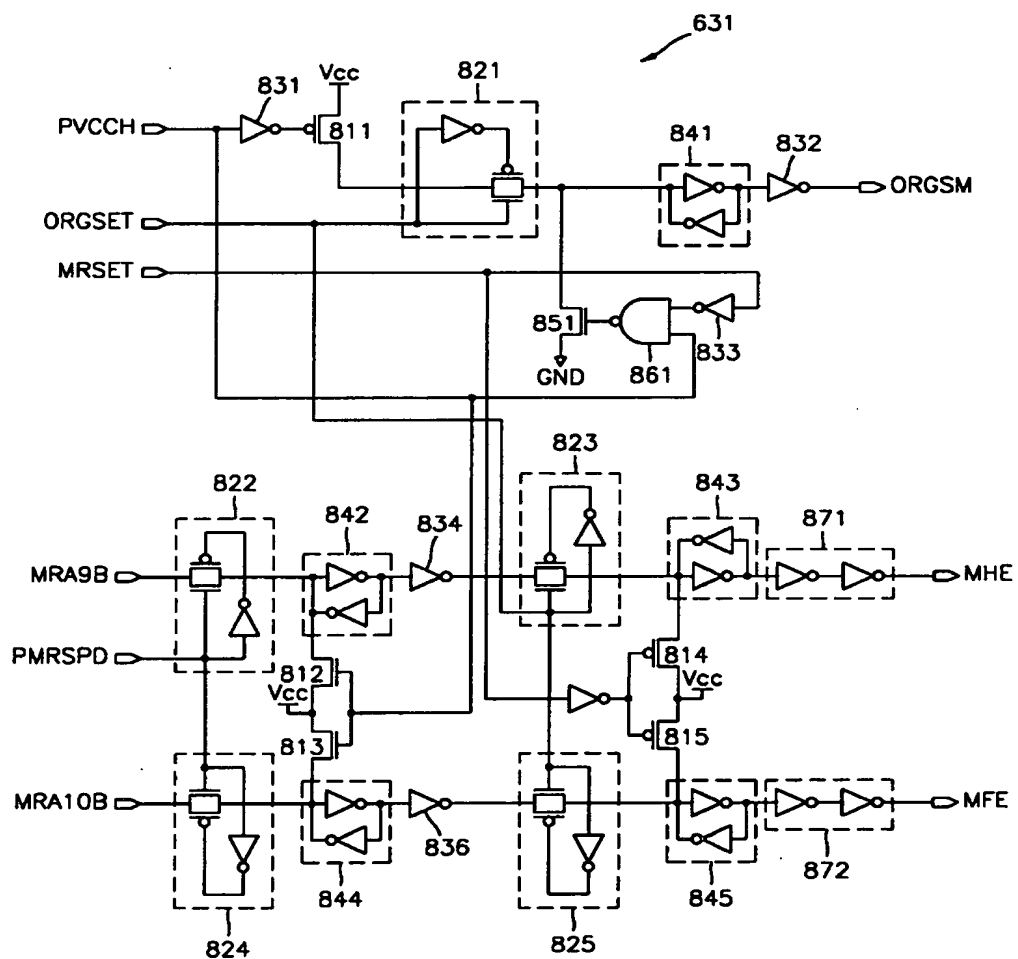 631
Vcc
831
821
PVCCH
811
841
832
ORGSM
ORGSET
MRSET
851
861
833
GND
823
822
843
842
834
871
MRA9B
MHE
PMRSPD
812
814
Vcc
Vcc
813
815
MRA10B
MFE
836
872
844
845
824
825